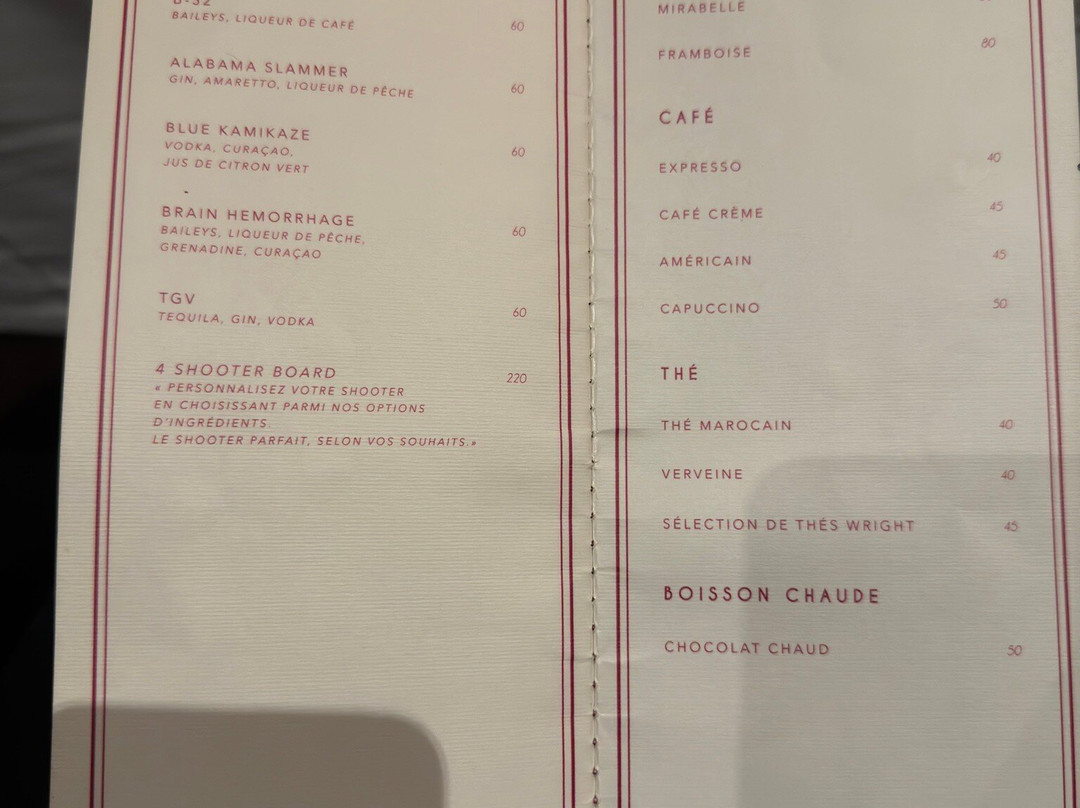 B-52
BAILEYS, LIQUEUR DE CAFÉ 60
ALABAMA SLAMMER
GIN, AMARETTO, LIQUEUR DE PÊCHE 60
BLUE KAMIKAZE
VODKA, CURAÇAO, 60
JUS DE CITRON VERT
BRAIN HEMORRHAGE
BAILEYS, LIQUEUR DE PÊCHE, 60
GRENADINE, CURAÇAO
TGV
TEQUILA, GIN, VODKA 60
4 SHOOTER BOARD 220
« PERSONNALISEZ VOTRE SHOOTER
EN CHOISISSANT PARMI NOS OPTIONS
D'INGRÉDIENTS.
LE SHOOTER PARFAIT, SELON VOS SOUHAITS.»
MIRABELLE
FRAMBOISE 80
CAFÉ
EXPRESSO 40
CAFÉ CRÈME 45
AMÉRICAIN 45
CAPUCCINO 50
THÉ
THÉ MAROCAIN 40
VERVEINE 40
SÉLECTION DE THÉS WRIGHT 45
BOISSON CHAUDE
CHOCOLAT CHAUD 50